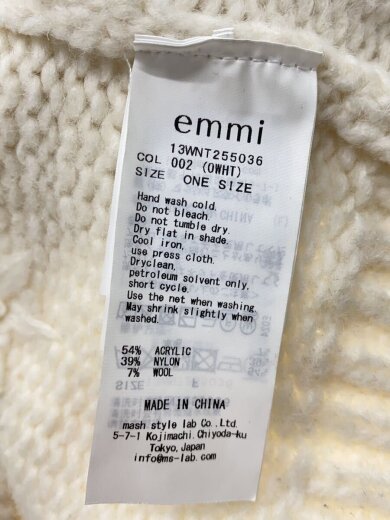 emmi
13WNT255036
COL 002 (OWHT)
SIZE ONE SIZE
Hand wash cold.
Do not bleach.
Do not tumble dry.
Dry flat in shade.
Cool iron,
use press cloth.
Dryclean,
petroleum solvent only,
short cycle.
Use the net when washing.
May shrink slightly when
washed.
54% ACRYLIC
39% NYLON
7% WOOL
MADE IN CHINA
mash style lab Co.,Ltd.
5-7-1 Kojimachi.Chiyoda-ku
Tokyo,Japan
info@ms-lab.com